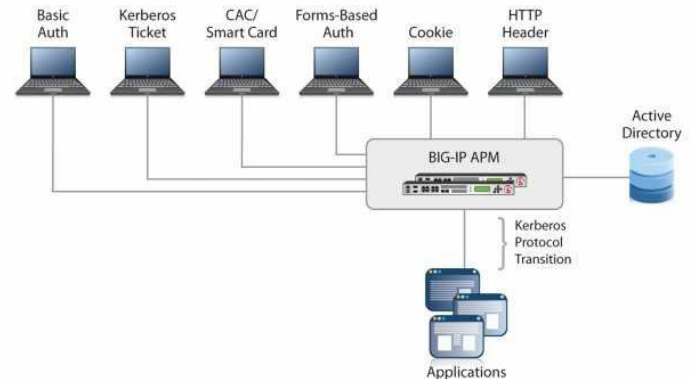 Basic
Auth
Kerberos
Ticket
CAC/
Smart Card
Forms-Based
Auth
Cookie
HTTP
Header
Active
Directory
BIG-IP APM
Kerberos
Protocol
Transition
Applications